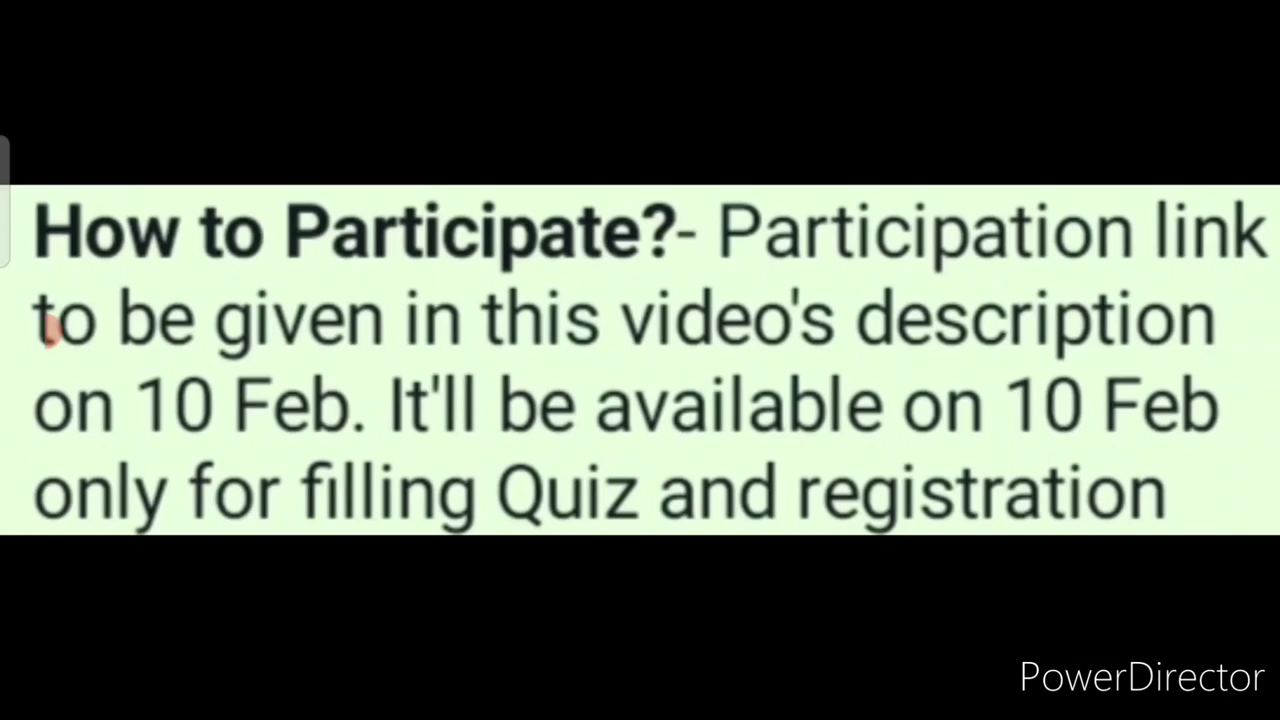 How to Participate?- Participation link
to be given in this video's description
on 10 Feb. It'll be available on 10 Feb
only for filling Quiz and registration
PowerDirector